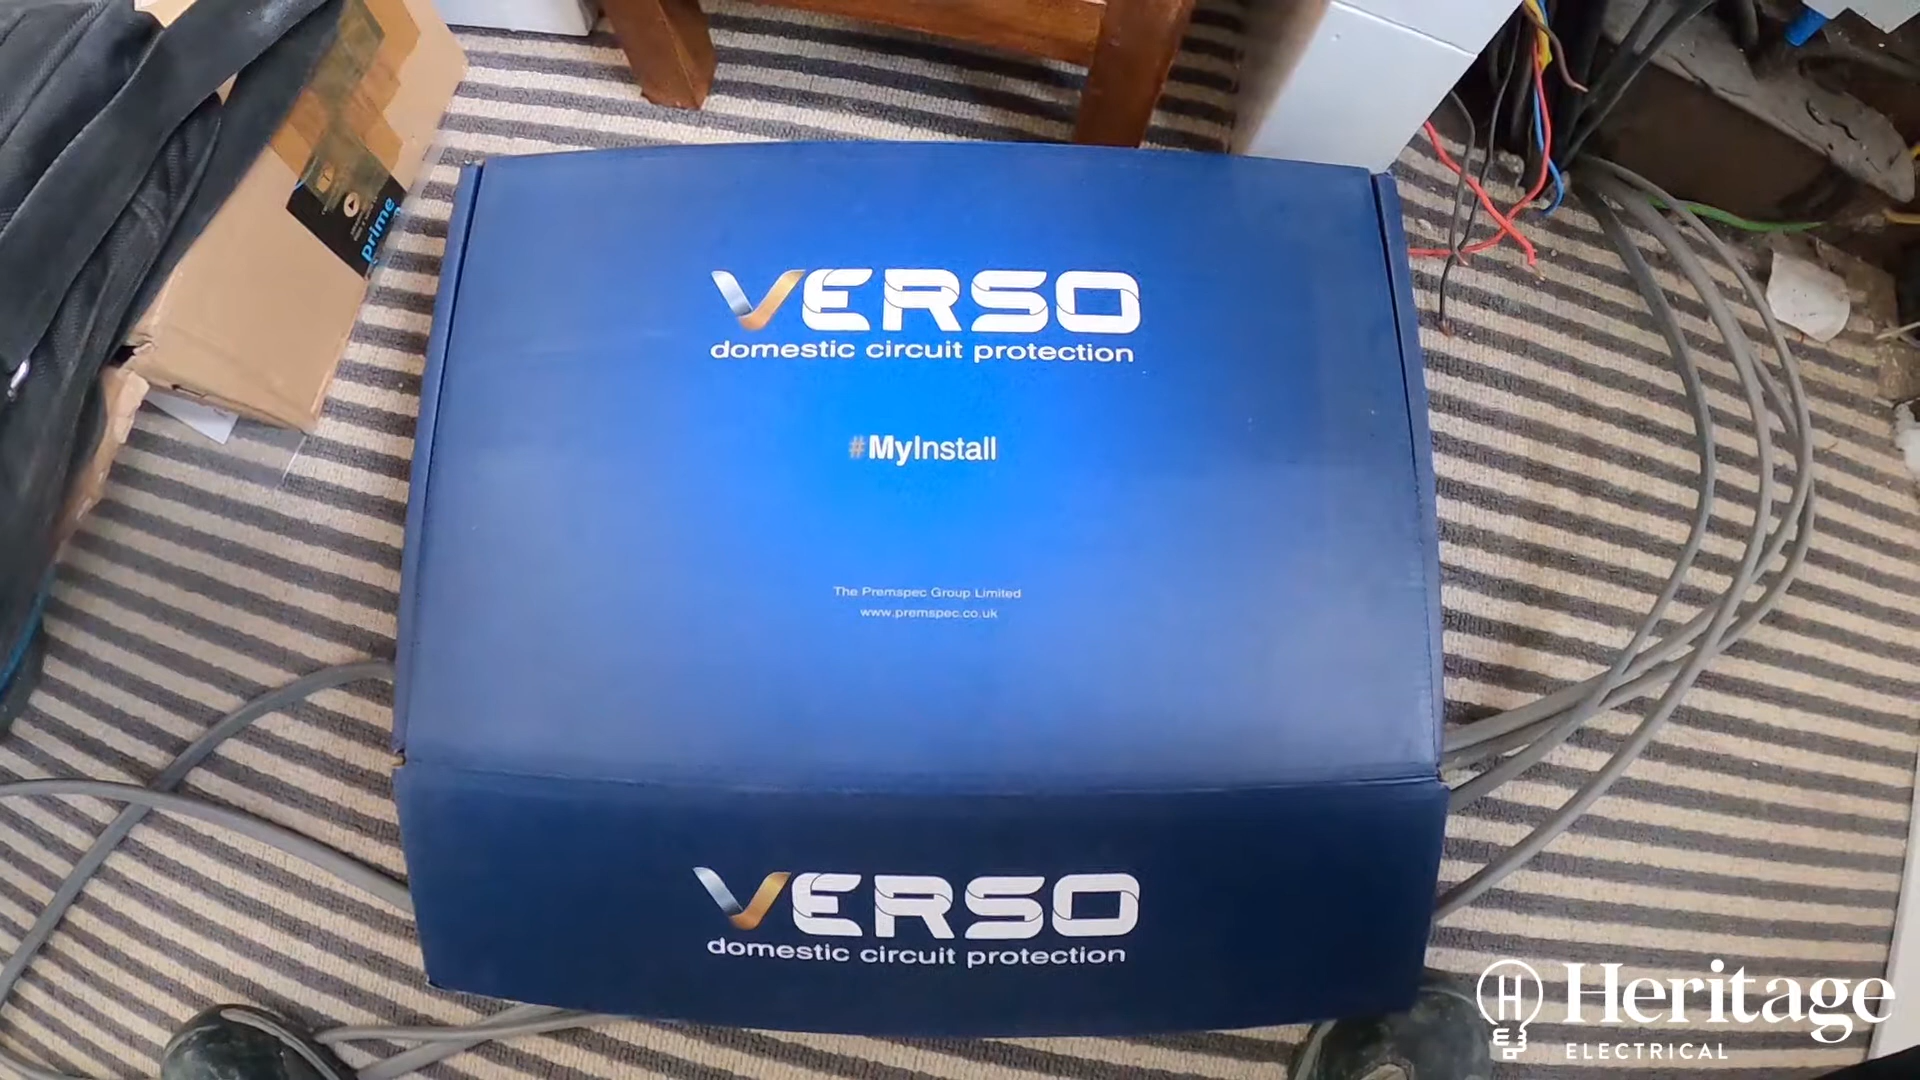 prime
VERSO
domestic circuit protection
#MyInstall
The Premspec Group Limited
www.premspec.co.uk
VERSO
domestic circuit protection
Heritage
ELECTRICAL